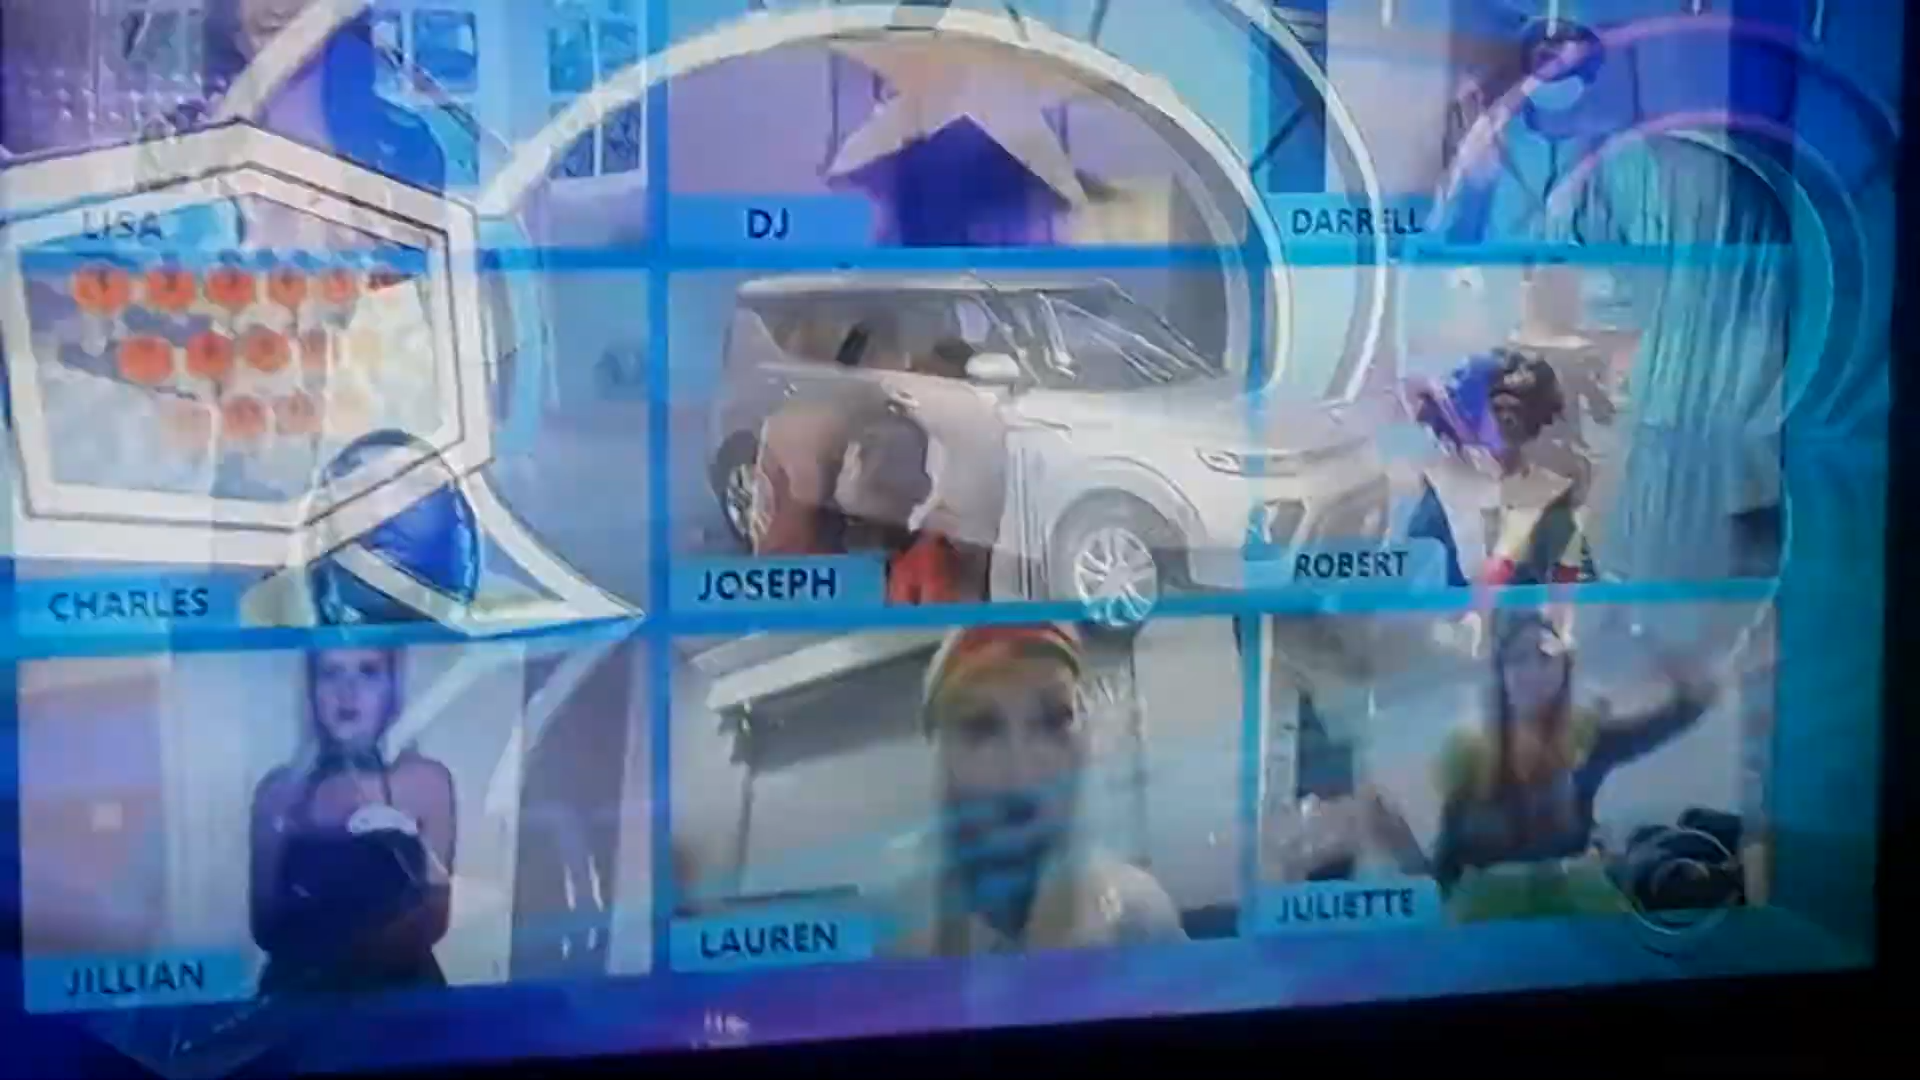 LISA
DJ
DARRELL
CHARLES
JOSEPH
ROBERT
JILLIAN
LAUREN
JULIETTE